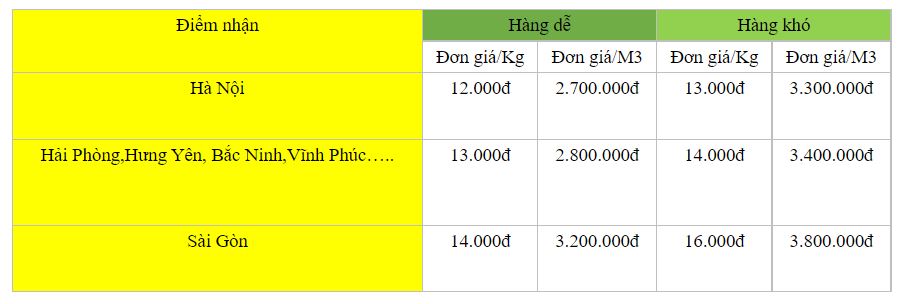 Điểm nhận Hàng dễ Hàng khó
Đơn giá/Kg Đơn giá/M3 Đơn giá/Kg Đơn giá/M3
Hà Nội 12.000đ 2.700.000đ 13.000đ 3.300.000đ
Hải Phòng,Hưng Yên, Bắc Ninh,Vĩnh Phúc….. 13.000đ 2.800.000đ 14.000đ 3.400.000đ
Sài Gòn 14.000đ 3.200.000đ 16.000đ 3.800.000đ